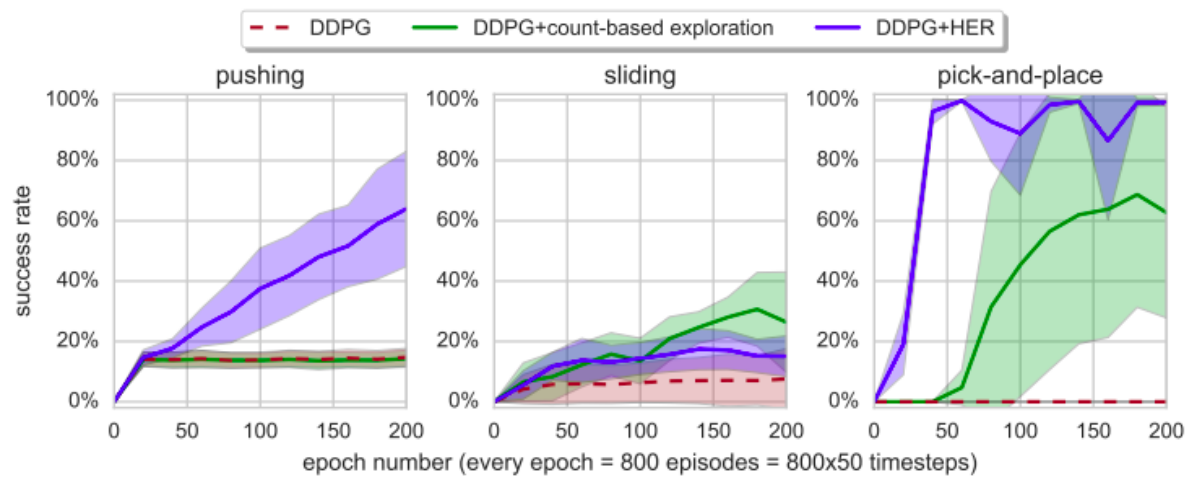 DDPG DDPG+count-based exploration DDPG+HER
pushing sliding pick-and-place
success rate
100% 100% 100%
80% 80% 80%
60% 60% 60%
40% 40% 40%
20% 20% 20%
0% 0% 0%
0 50 100 150 200 0 50 100 150 200 0 50 100 150 200
epoch number (every epoch = 800 episodes = 800x50 timesteps)